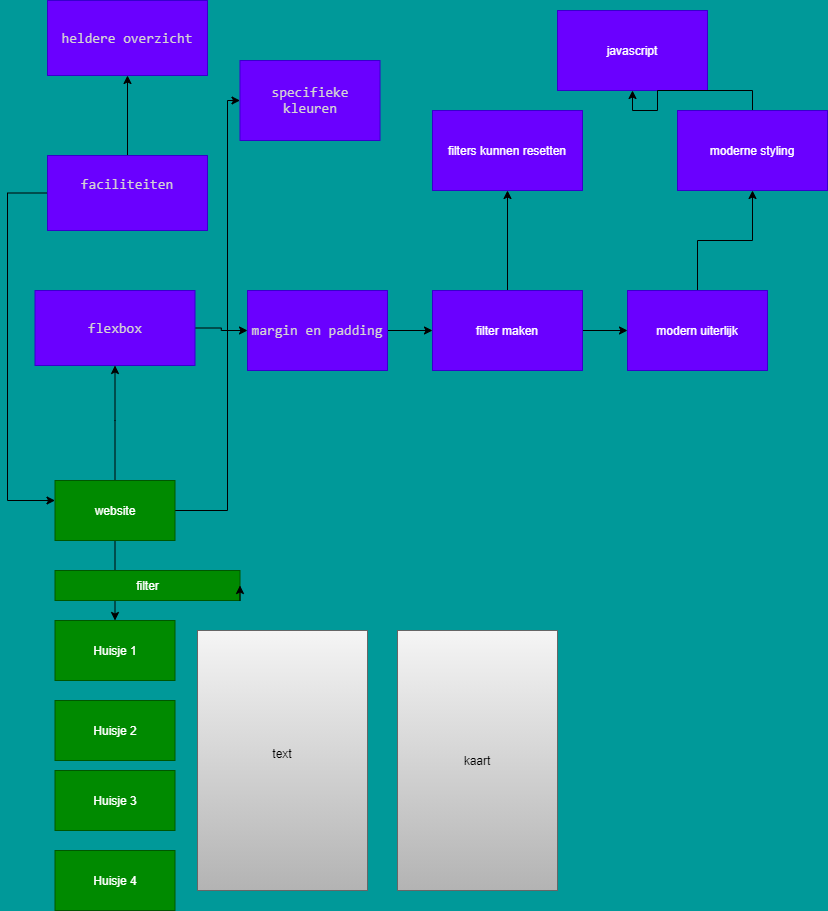 heldere overzicht
javascript
specifieke
kleuren
filters kunnen resetten
moderne styling
faciliteiten
flexbox
margin en padding
filter maken
modern uiterlijk
website
filter
Huisje 1
Huisje 2
text
kaart
Huisje 3
Huisje 4